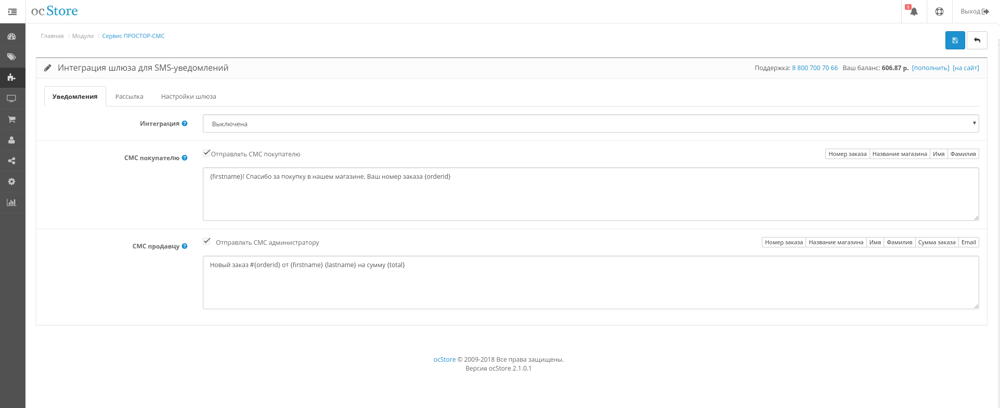 ocStore
1
Выход
Главная / Модули / Сервис ПРОСТОР-СМС
Интеграция шлюза для SMS-уведомлений
Поддержка: 8 800 700 70 66 Ваш баланс: 606.87 р. [пополнить] [на сайт]
Уведомления Рассылка Настройки шлюза
Интеграция ? Выключена
СМС покупателю ? Отправлять СМС покупателю
Номер заказа Название магазина Имя Фамилия
{firstname}! Спасибо за покупку в нашем магазине. Ваш номер заказа {orderid}
СМС продавцу ? Отправлять СМС администратору
Номер заказа Название магазина Имя Фамилия Сумма заказа Email
Новый заказ #{orderid} от {firstname} {lastname} на сумму {total}
ocStore © 2009-2018 Все права защищены.
Версия ocStore 2.1.0.1